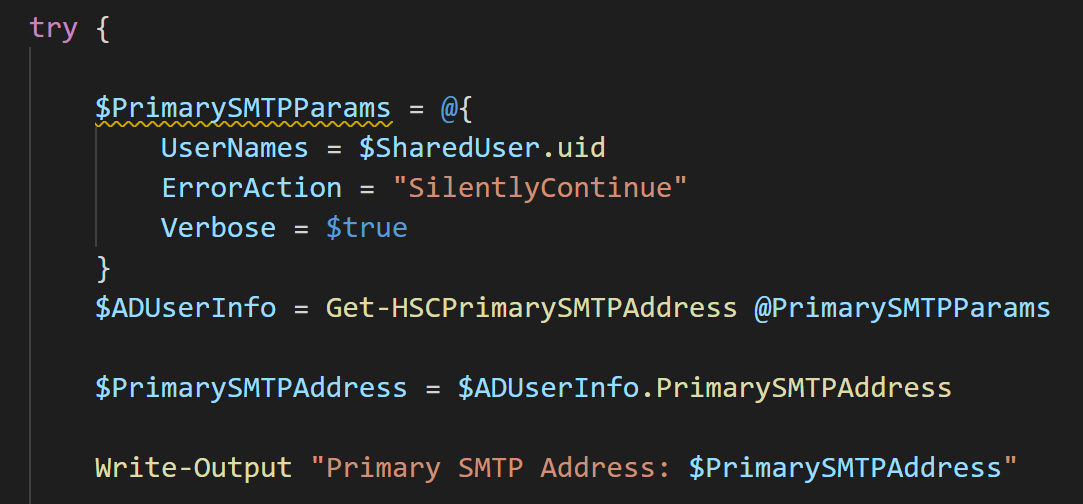 try {
$PrimarySMTPParams = @{
UserNames = $SharedUser.uid
ErrorAction = "SilentlyContinue"
Verbose = $true
}
$ADUserInfo = Get-HSCPrimarySMTPAddress @PrimarySMTPParams
$PrimarySMTPAddress = $ADUserInfo.PrimarySMTPAddress
Write-Output "Primary SMTP Address: $PrimarySMTPAddress"